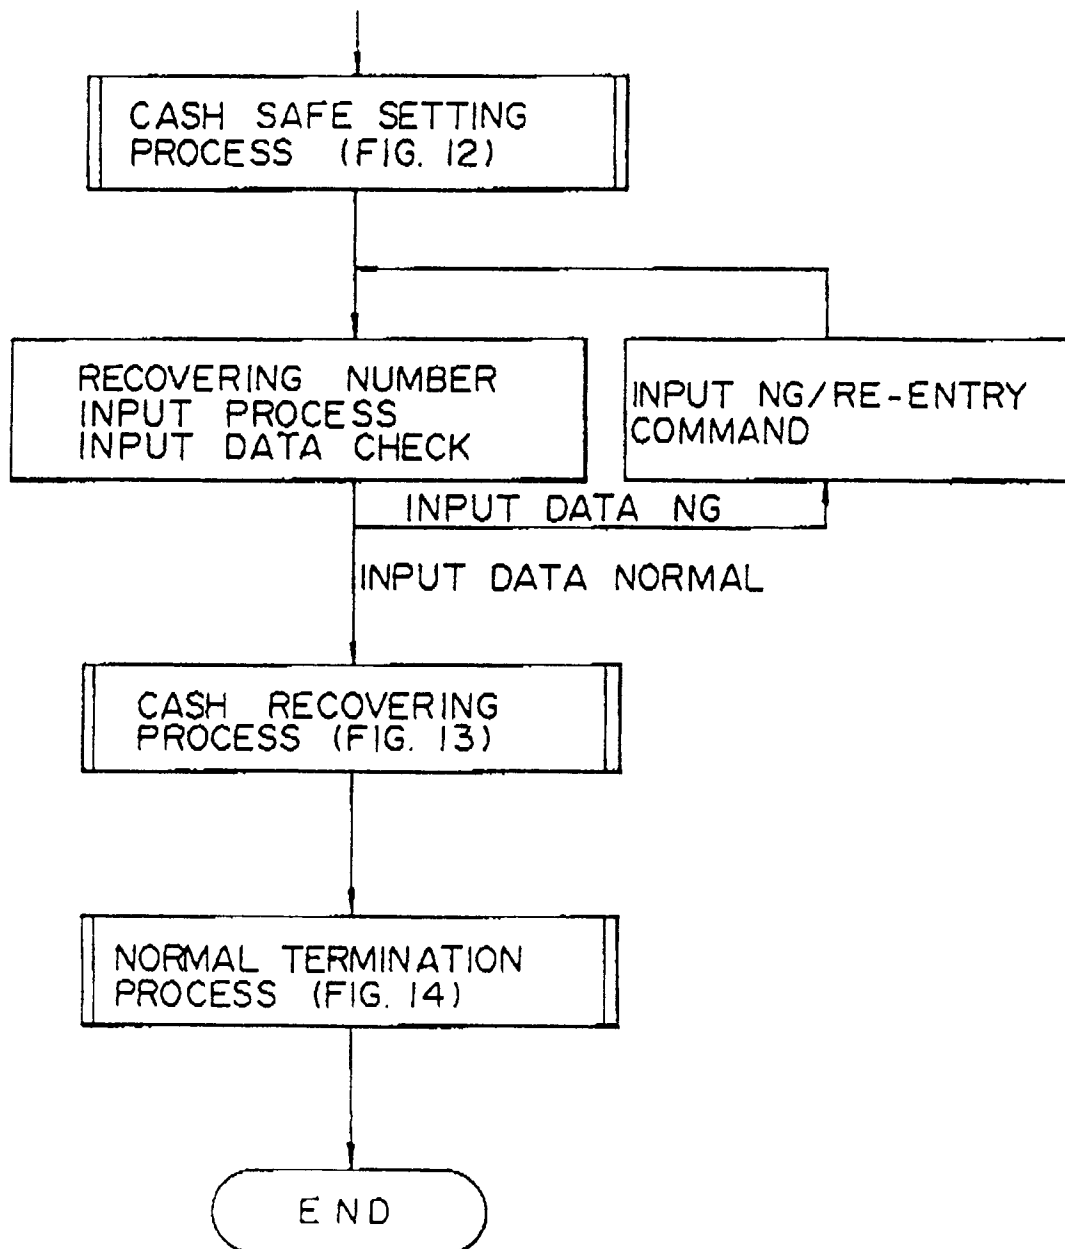 CASH SAFE SETTING
PROCESS (FIG. 12)
RECOVERING NUMBER
INPUT PROCESS
INPUT DATA CHECK
INPUT NG/RE-ENTRY
COMMAND
INPUT DATA NG
INPUT DATA NORMAL
CASH RECOVERING
PROCESS (FIG. 13)
NORMAL TERMINATION
PROCESS (FIG. 14)
END